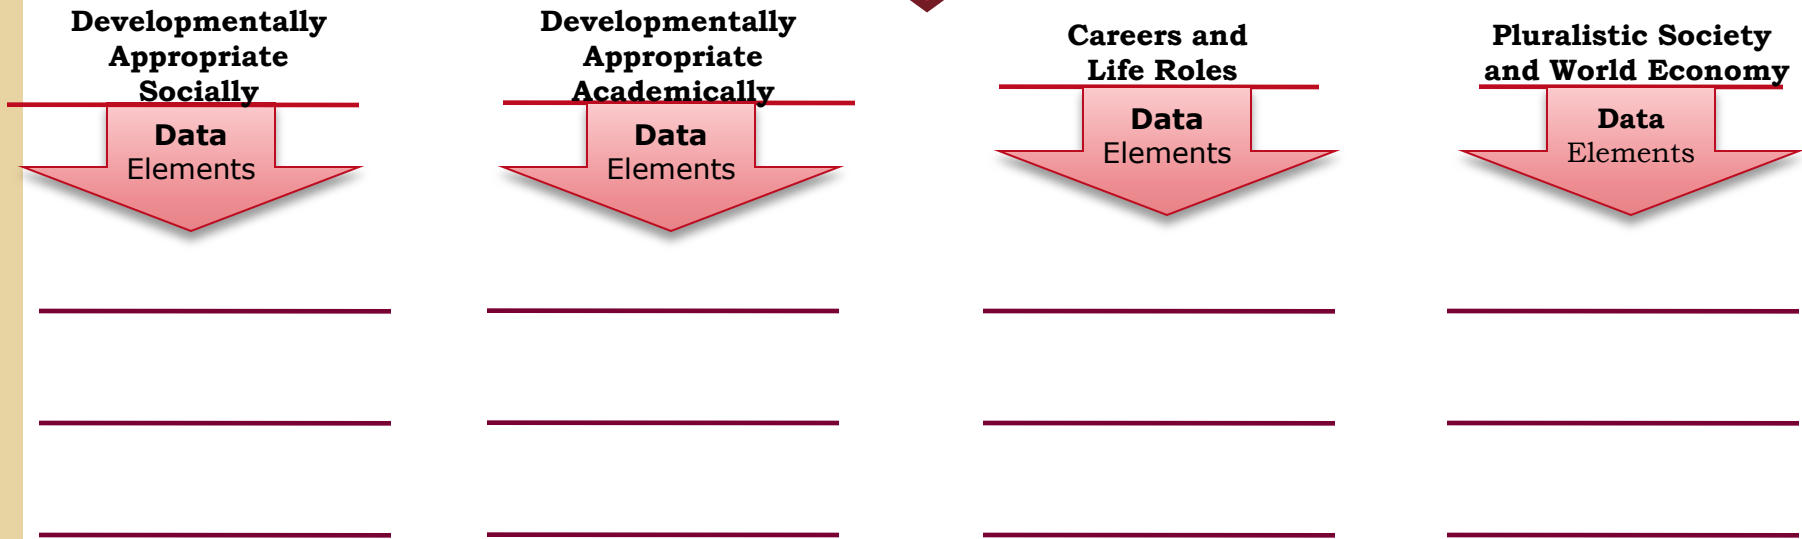 Developmentally
Appropriate
Socially
Data
Elements
Developmentally
Appropriate
Academically
Data
Elements
Careers and
Life Roles
Data
Elements
Pluralistic Society
and World Economy
Data
Elements